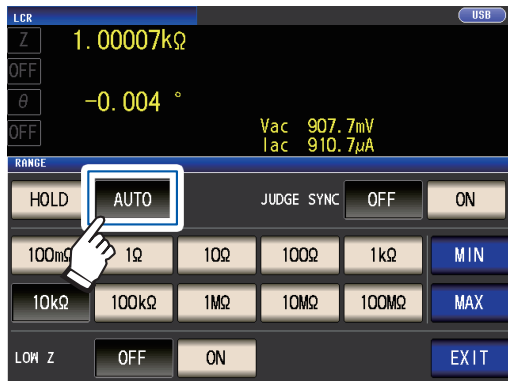 LCR USB
Z 1.00007kΩ
OFF
θ -0.004 °
OFF
Vac 907.7mV
Iac 910.7μA
RANGE
HOLD AUTO JUDGE SYNC OFF ON
100mΩ 1Ω 10Ω 100Ω 1kΩ MIN
10kΩ 100kΩ 1MΩ 10MΩ 100MΩ MAX
LOW Z OFF ON EXIT